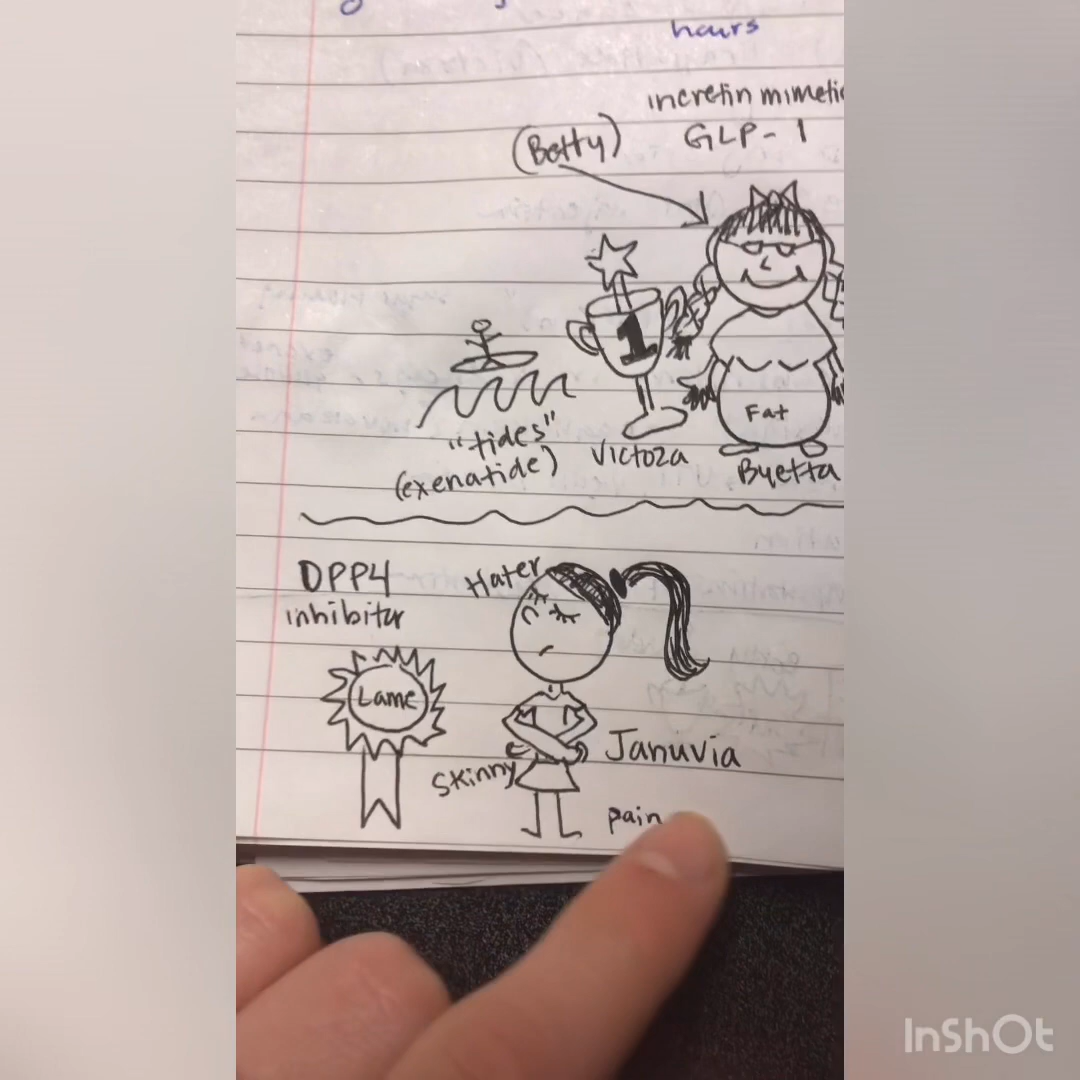 hours
incretin mimetic
GLP-1
(Betty)
1
Fat
"tides"
(exenatide)
Victoza
Byetta
DPP4
inhibitor
Hater
Lame
Skinny
Januvia
pain
InShOt